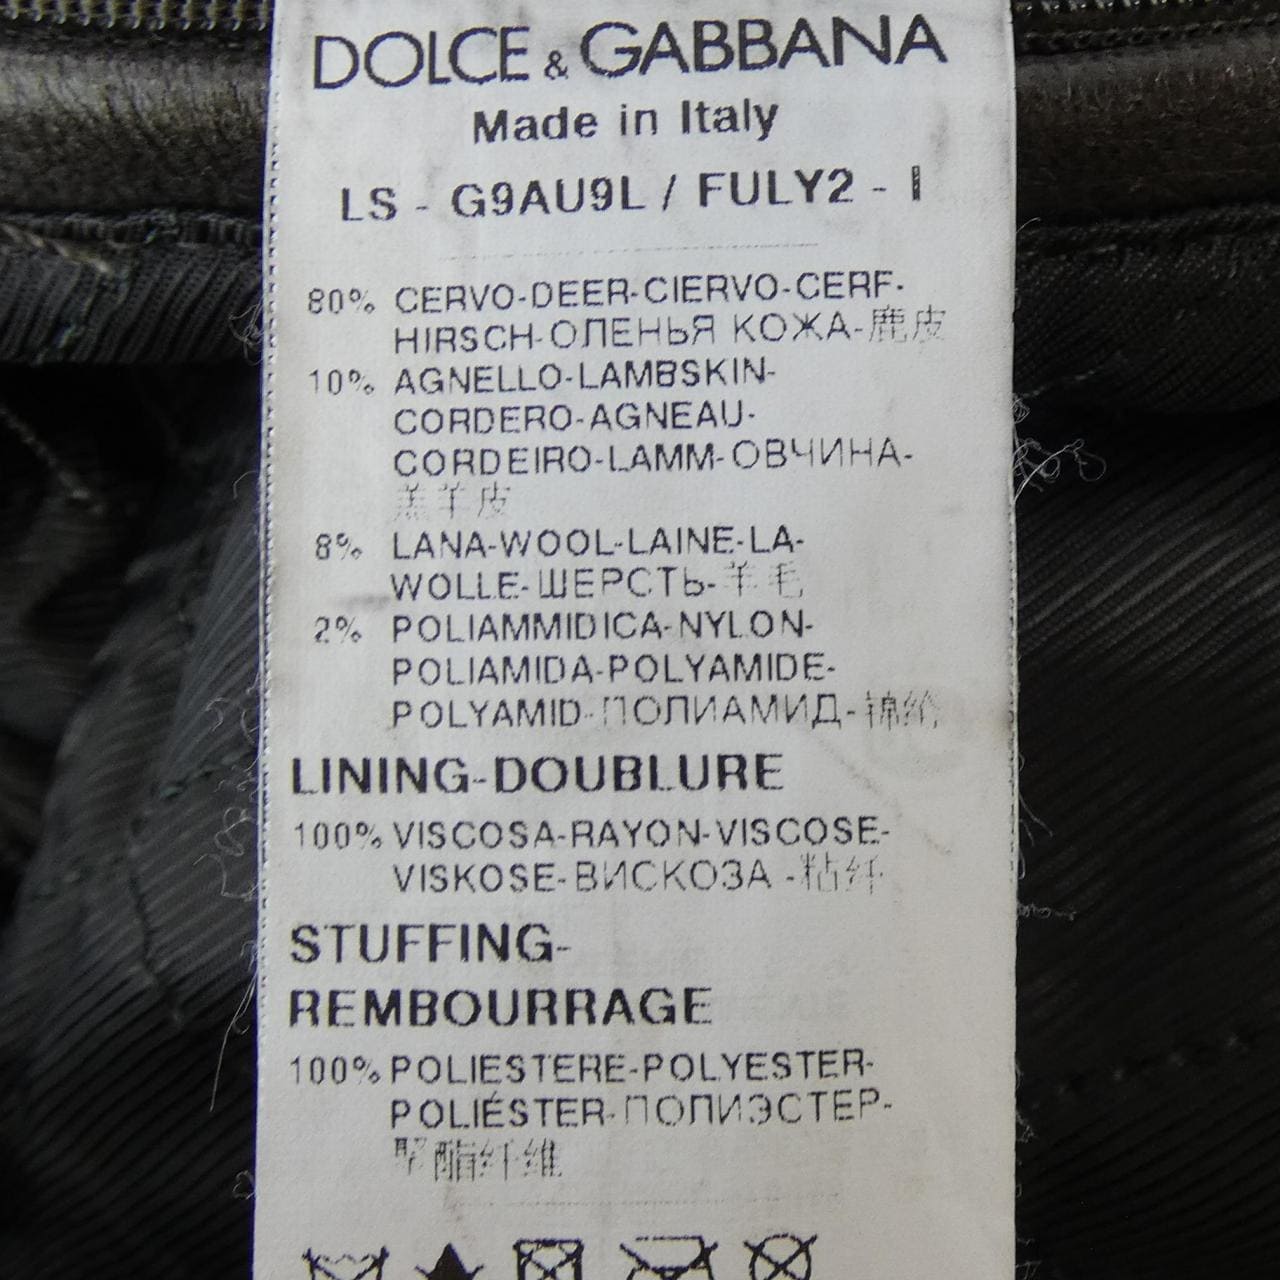 DOLCE & GABBANA
Made in Italy
LS - G9AU9L / FULY2 - I
80% CERVO-DEER-CIERVO-CERF-
HIRSCH-ОЛЕНЬЯ КОЖА-鹿皮
10% AGNELLO-LAMBSKIN-
CORDERO-AGNEAU-
CORDEIRO-LAMM-ОВЧИНА-
羔羊皮
8% LANA-WOOL-LAINE-LA-
WOLLE-ШЕРСТЬ-羊毛
2% POLIAMMIDICA-NYLON-
POLIAMIDA-POLYAMIDE-
POLYAMID-ПОЛИАМИД-锦纶
LINING-DOUBLURE
100% VISCOSA-RAYON-VISCOSE-
VISKOSE-ВИСКОЗА -粘纤
STUFFING-
REMBOURRAGE
100% POLIESTERE-POLYESTER-
POLIÉSTER-ПОЛИЭСТЕР-
聚酯纤维